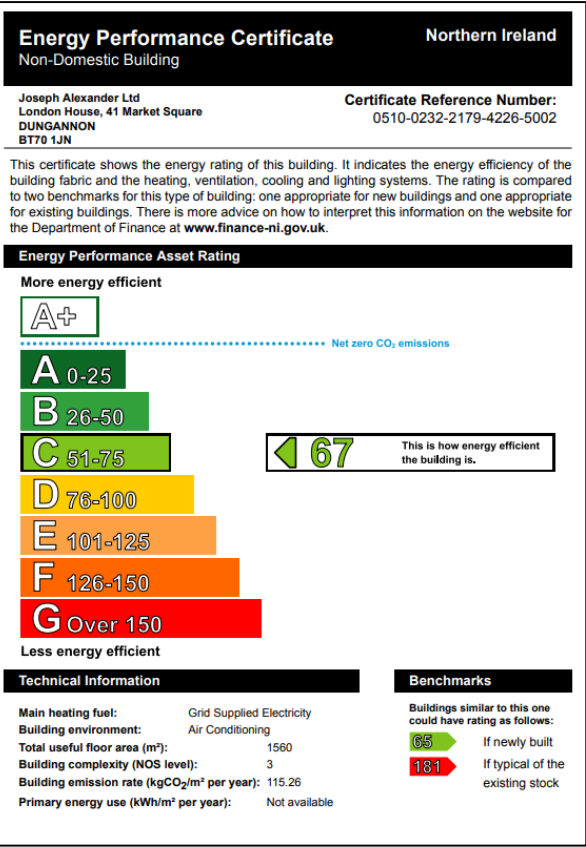 Energy Performance Certificate
Northern Ireland
Non-Domestic Building
Joseph Alexander Ltd
London House, 41 Market Square
DUNGANNON
BT70 1JN
Certificate Reference Number:
0510-0232-2179-4226-5002
This certificate shows the energy rating of this building. It indicates the energy efficiency of the
building fabric and the heating, ventilation, cooling and lighting systems. The rating is compared
to two benchmarks for this type of building: one appropriate for new buildings and one appropriate
for existing buildings. There is more advice on how to interpret this information on the website for
the Department of Finance at www.finance-ni.gov.uk.
Energy Performance Asset Rating
More energy efficient
A+
Net zero CO₂ emissions
A 0-25
B 26-50
C 51-75
67
This is how energy efficient
the building is.
D 76-100
E 101-125
F 126-150
G Over 150
Less energy efficient
Technical Information
Main heating fuel: Grid Supplied Electricity
Building environment: Air Conditioning
Total useful floor area (m²): 1560
Building complexity (NOS level): 3
Building emission rate (kgCO₂/m² per year): 115.26
Primary energy use (kWh/m² per year): Not available
Benchmarks
Buildings similar to this one
could have rating as follows:
65 If newly built
181 If typical of the
existing stock